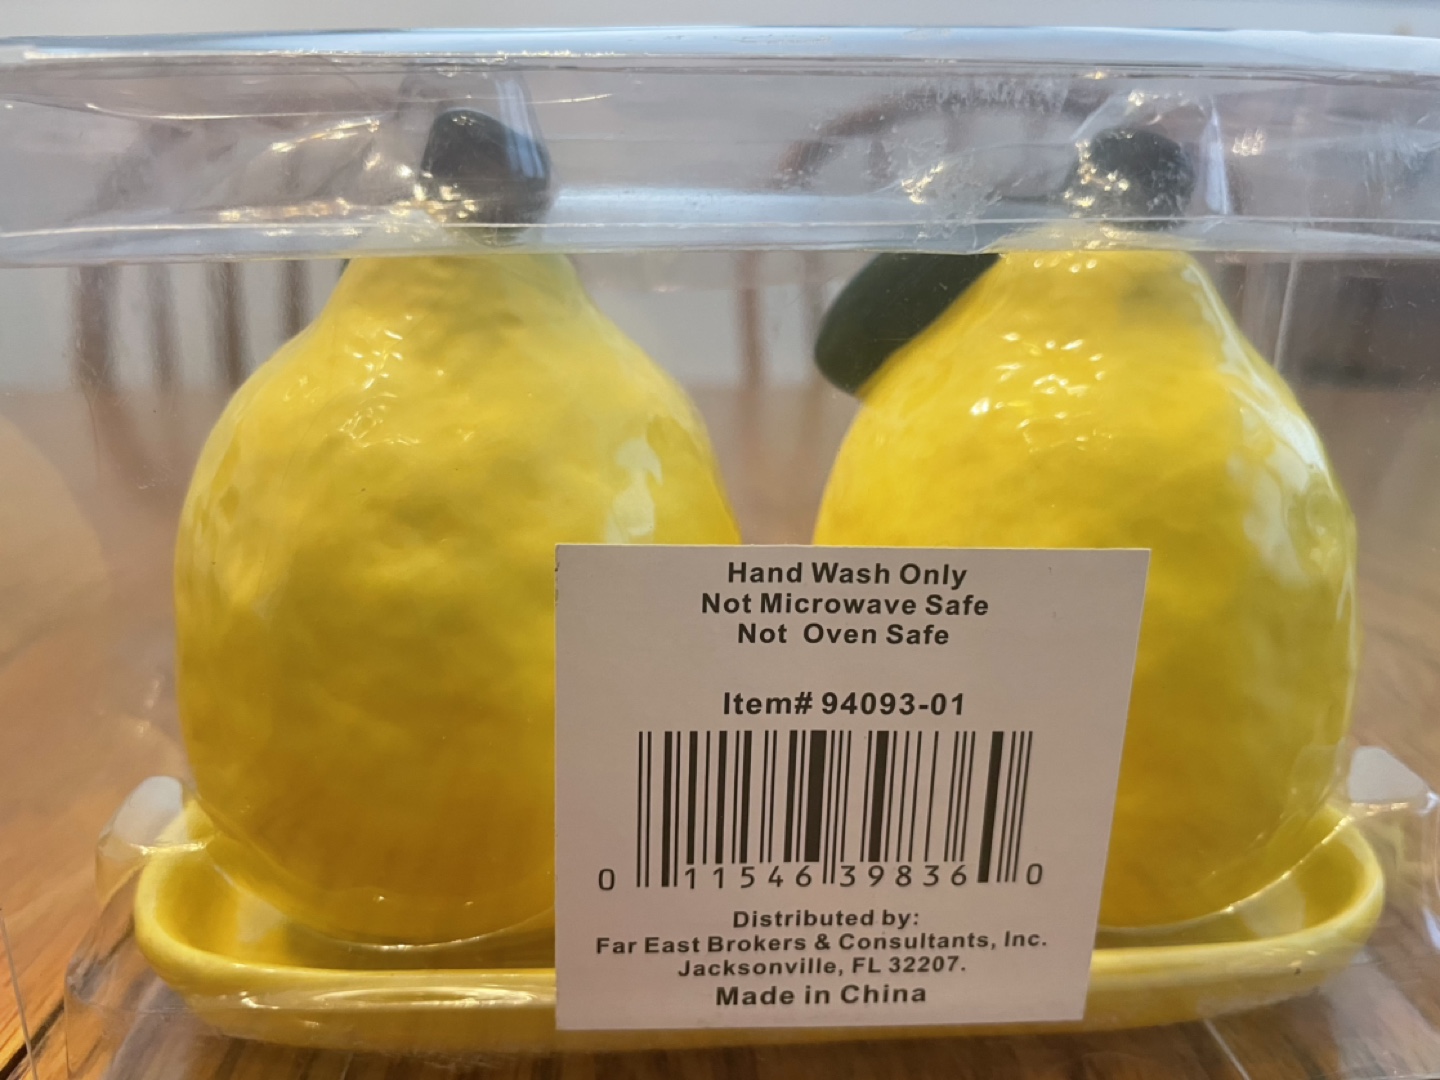 Hand Wash Only
Not Microwave Safe
Not Oven Safe
Item# 94093-01
0 11546 39836 0
Distributed by:
Far East Brokers & Consultants, Inc.
Jacksonville, FL 32207.
Made in China